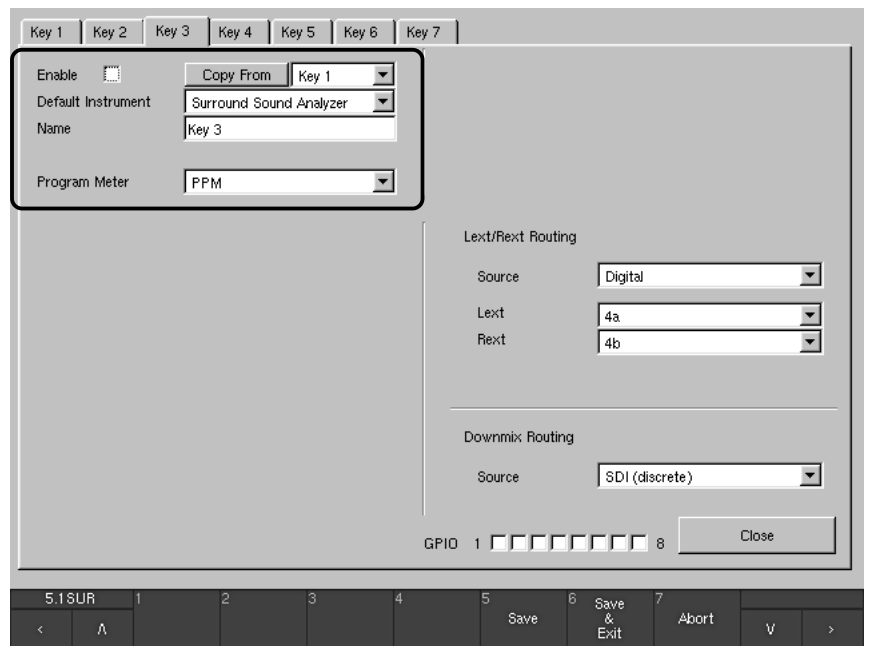 Key 1 Key 2 Key 3 Key 4 Key 5 Key 6 Key 7
Enable Copy From Key 1
Default Instrument Surround Sound Analyzer
Name Key 3
Program Meter PPM
Lext/Rext Routing
Source Digital
Lext 4a
Rext 4b
Downmix Routing
Source SDI (discrete)
GPIO 1 8 Close
5.1SUR 1 2 3 4 5 Save 6 Save & Exit 7 Abort
< Λ V >